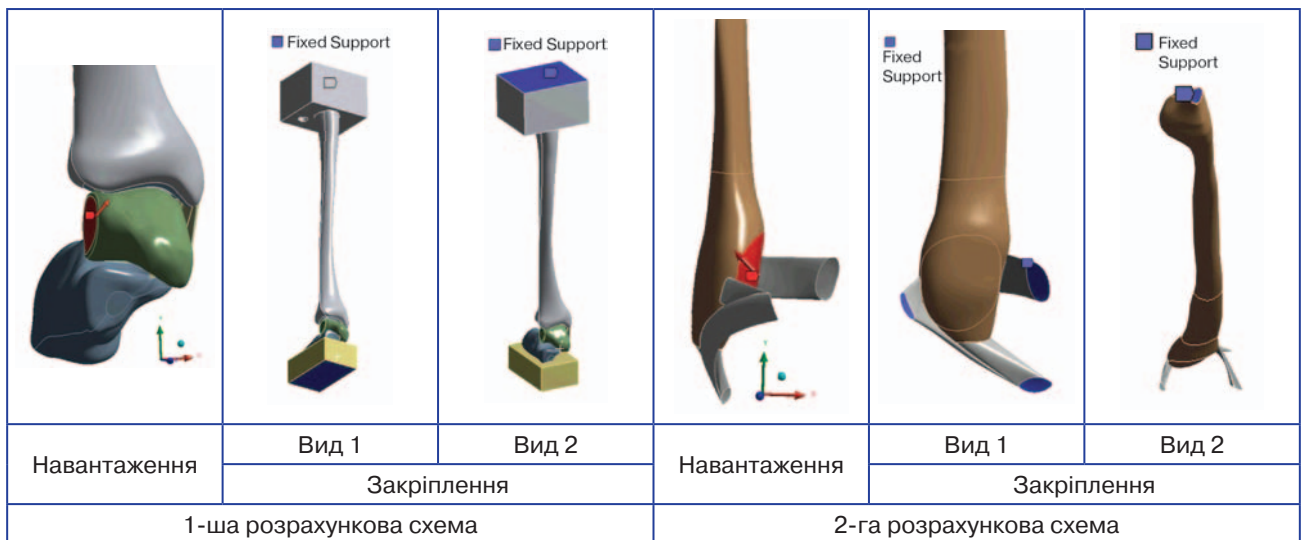 Fixed Support
Fixed Support
Fixed
Support
Fixed
Support
Навантаження
Вид 1
Вид 2
Навантаження
Вид 1
Вид 2
Закріплення
Закріплення
1-ша розрахункова схема
2-га розрахункова схема